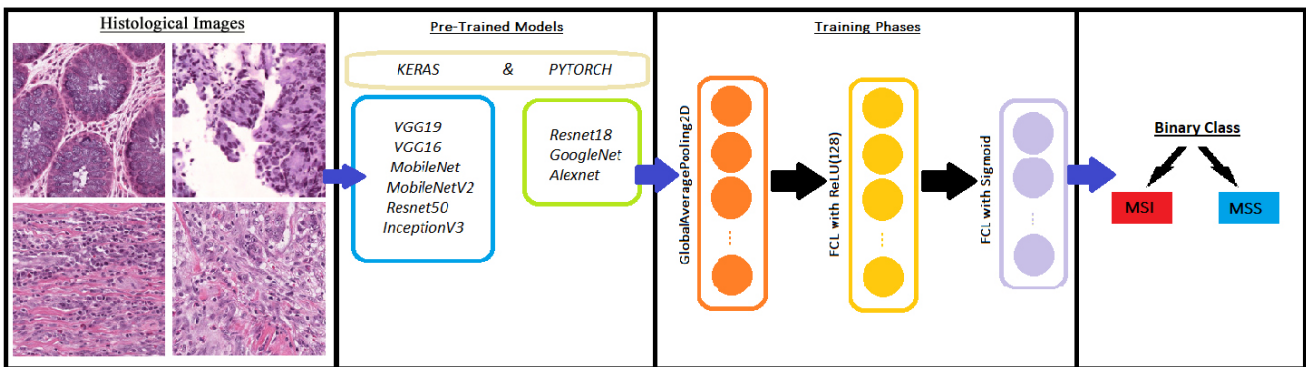 Histological Images
Pre-Trained Models
KERAS & PYTORCH
VGG19
VGG16
MobileNet
MobileNetV2
Resnet50
InceptionV3
Resnet18
GoogleNet
Alexnet
Training Phases
GlobalAveragePooling2D
FCL with ReLU(128)
FCL with Sigmoid
Binary Class
MSI
MSS